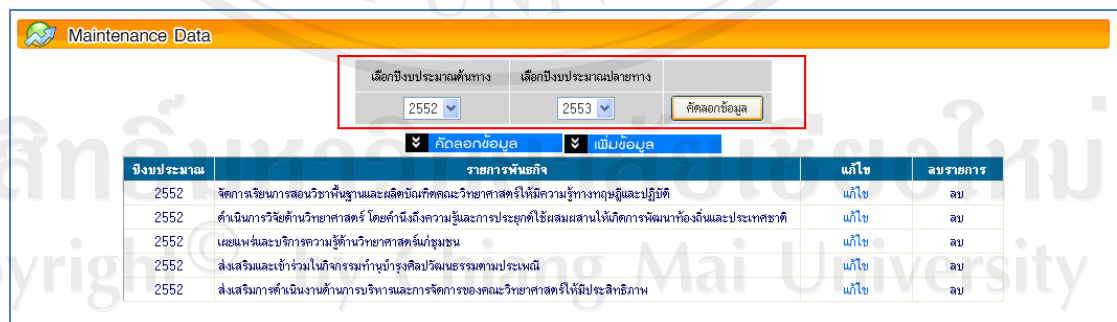 UNIV
Maintenance Data
เลือกปีงบประมาณต้นทาง เลือกปีงบประมาณปลายทาง
2552 2553 คัดลอกข้อมูล
คัดลอกข้อมูล เพิ่มข้อมูล
ปีงบประมาณ รายการพันธกิจ แก้ไข ลบรายการ
2552 จัดการเรียนการสอนวิชาพื้นฐานและผลิตบัณฑิตคณะวิทยาศาสตร์ให้มีความรู้ทางทฤษฎีและปฏิบัติ แก้ไข ลบ
2552 ดำเนินการวิจัยด้านวิทยาศาสตร์ โดยคำนึงถึงความรู้และการประยุกต์ใช้ผสมผสานให้เกิดการพัฒนาท้องถิ่นและประเทศชาติ แก้ไข ลบ
2552 เผยแพร่และบริการความรู้ด้านวิทยาศาสตร์แก่ชุมชน แก้ไข ลบ
2552 ส่งเสริมและเข้าร่วมในกิจกรรมทำนุบำรุงศิลปวัฒนธรรมตามประเพณี แก้ไข ลบ
2552 ส่งเสริมการดำเนินงานด้านการบริหารและการจัดการของคณะวิทยาศาสตร์ให้มีประสิทธิภาพ แก้ไข ลบ